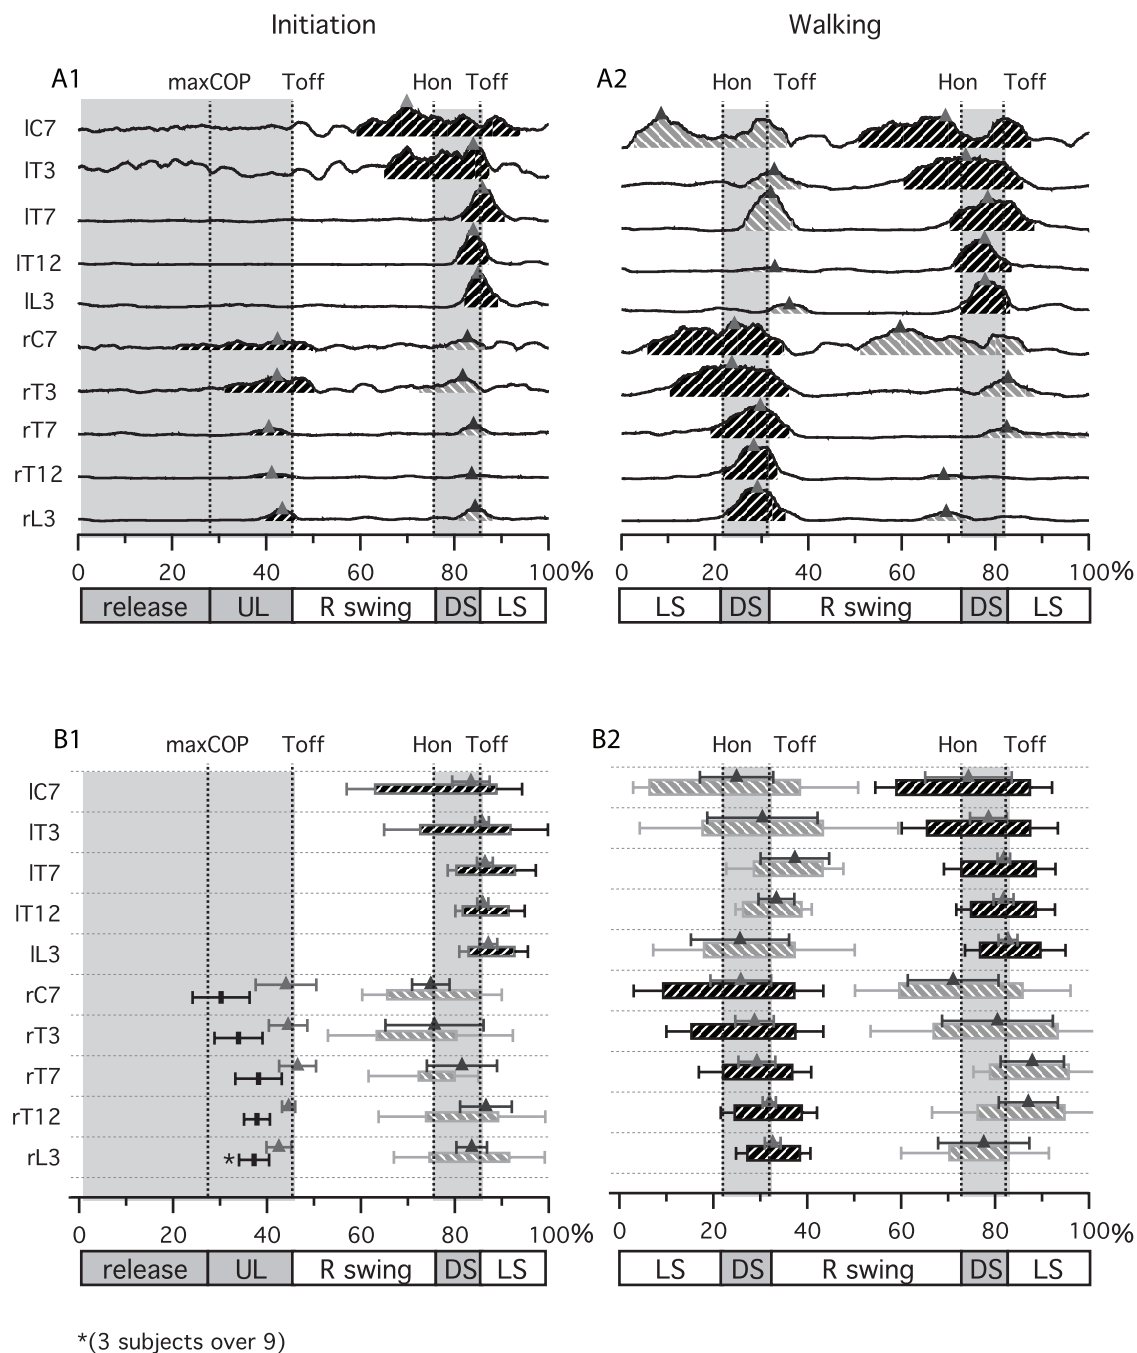 Initiation Walking
A1 maxCOP Toff Hon Toff A2 Hon Toff Hon Toff
lC7
lT3
lT7
lT12
lL3
rC7
rT3
rT7
rT12
rL3
0 20 40 60 80 100% 0 20 40 60 80 100
release UL R swing DS LS LS DS R swing DS LS
B1 maxCOP Toff Hon Toff B2 Hon Toff Hon Toff
lC7
lT3
lT7
lT12
lL3
rC7
rT3
rT7
rT12
rL3 *
0 20 40 60 80 100% 0 20 40 60 80 100
release UL R swing DS LS LS DS R swing DS LS
*(3 subjects over 9)